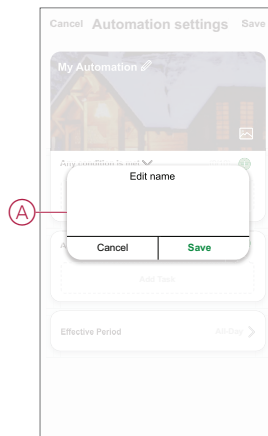 Cancel Automation settings Save
My Automation
Any condition is met
Edit name
A
Cancel Save
Add Task
Effective Period All-Day